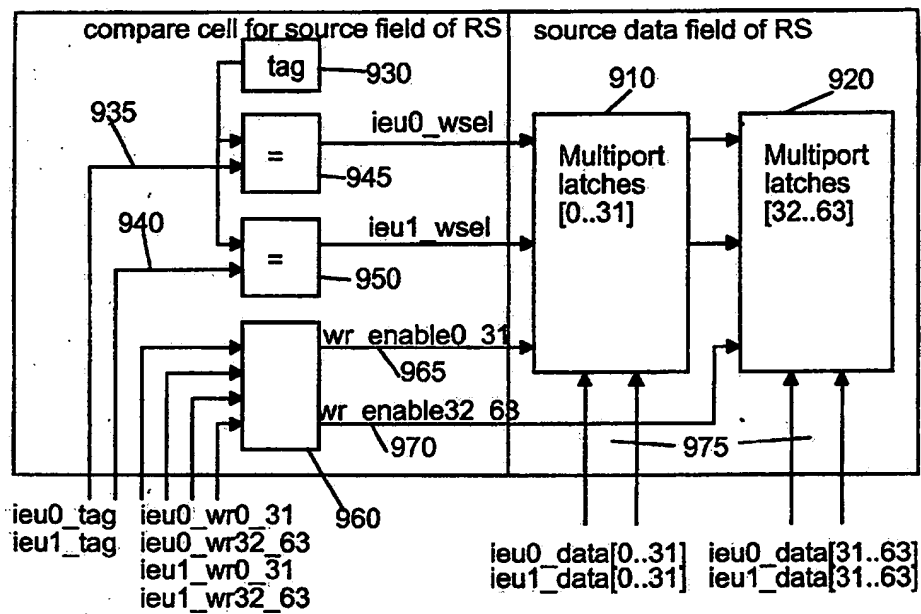 compare cell for source field of RS
source data field of RS
tag
930
910
920
935
ieu0_wsel
=
945
Multiport
latches
[0..31]
Multiport
latches
[32..63]
940
ieu1_wsel
=
950
wr_enable0_31
965
wr_enable32_63
970
975
960
ieu0_tag
ieu1_tag
ieu0_wr0_31
ieu0_wr32_63
ieu1_wr0_31
ieu1_wr32_63
ieu0_data[0..31]
ieu1_data[0..31]
ieu0_data[31..63]
ieu1_data[31..63]